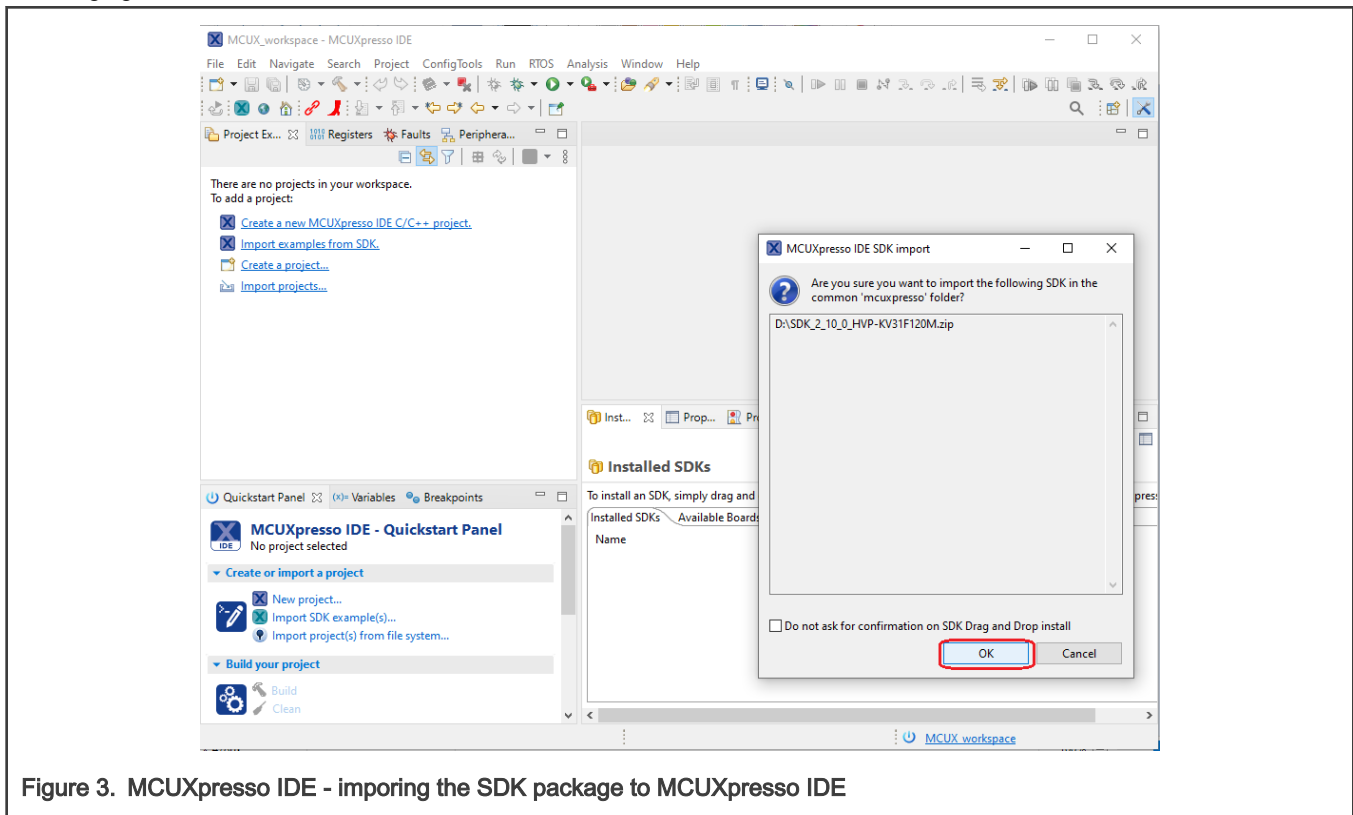 MCUX_workspace - MCUXpresso IDE
File Edit Navigate Search Project ConfigTools Run RTOS Analysis Window Help
Project Ex... Registers Faults Periphera...
There are no projects in your workspace.
To add a project:
Create a new MCUXpresso IDE C/C++ project.
Import examples from SDK.
Create a project...
Import projects...
MCUXpresso IDE SDK import
Are you sure you want to import the following SDK in the
common 'mcuxpresso' folder?
D:\SDK_2_10_0_HVP-KV31F120M.zip
Do not ask for confirmation on SDK Drag and Drop install
OK Cancel
Inst... Prop... Pr
Installed SDKs
To install an SDK, simply drag and
Installed SDKs Available Boards
Name
Quickstart Panel (x)= Variables Breakpoints
IDE
MCUXpresso IDE - Quickstart Panel
No project selected
Create or import a project
New project...
Import SDK example(s)...
Import project(s) from file system...
Build your project
Build
Clean
MCUX_workspace
Figure 3. MCUXpresso IDE - imporing the SDK package to MCUXpresso IDE